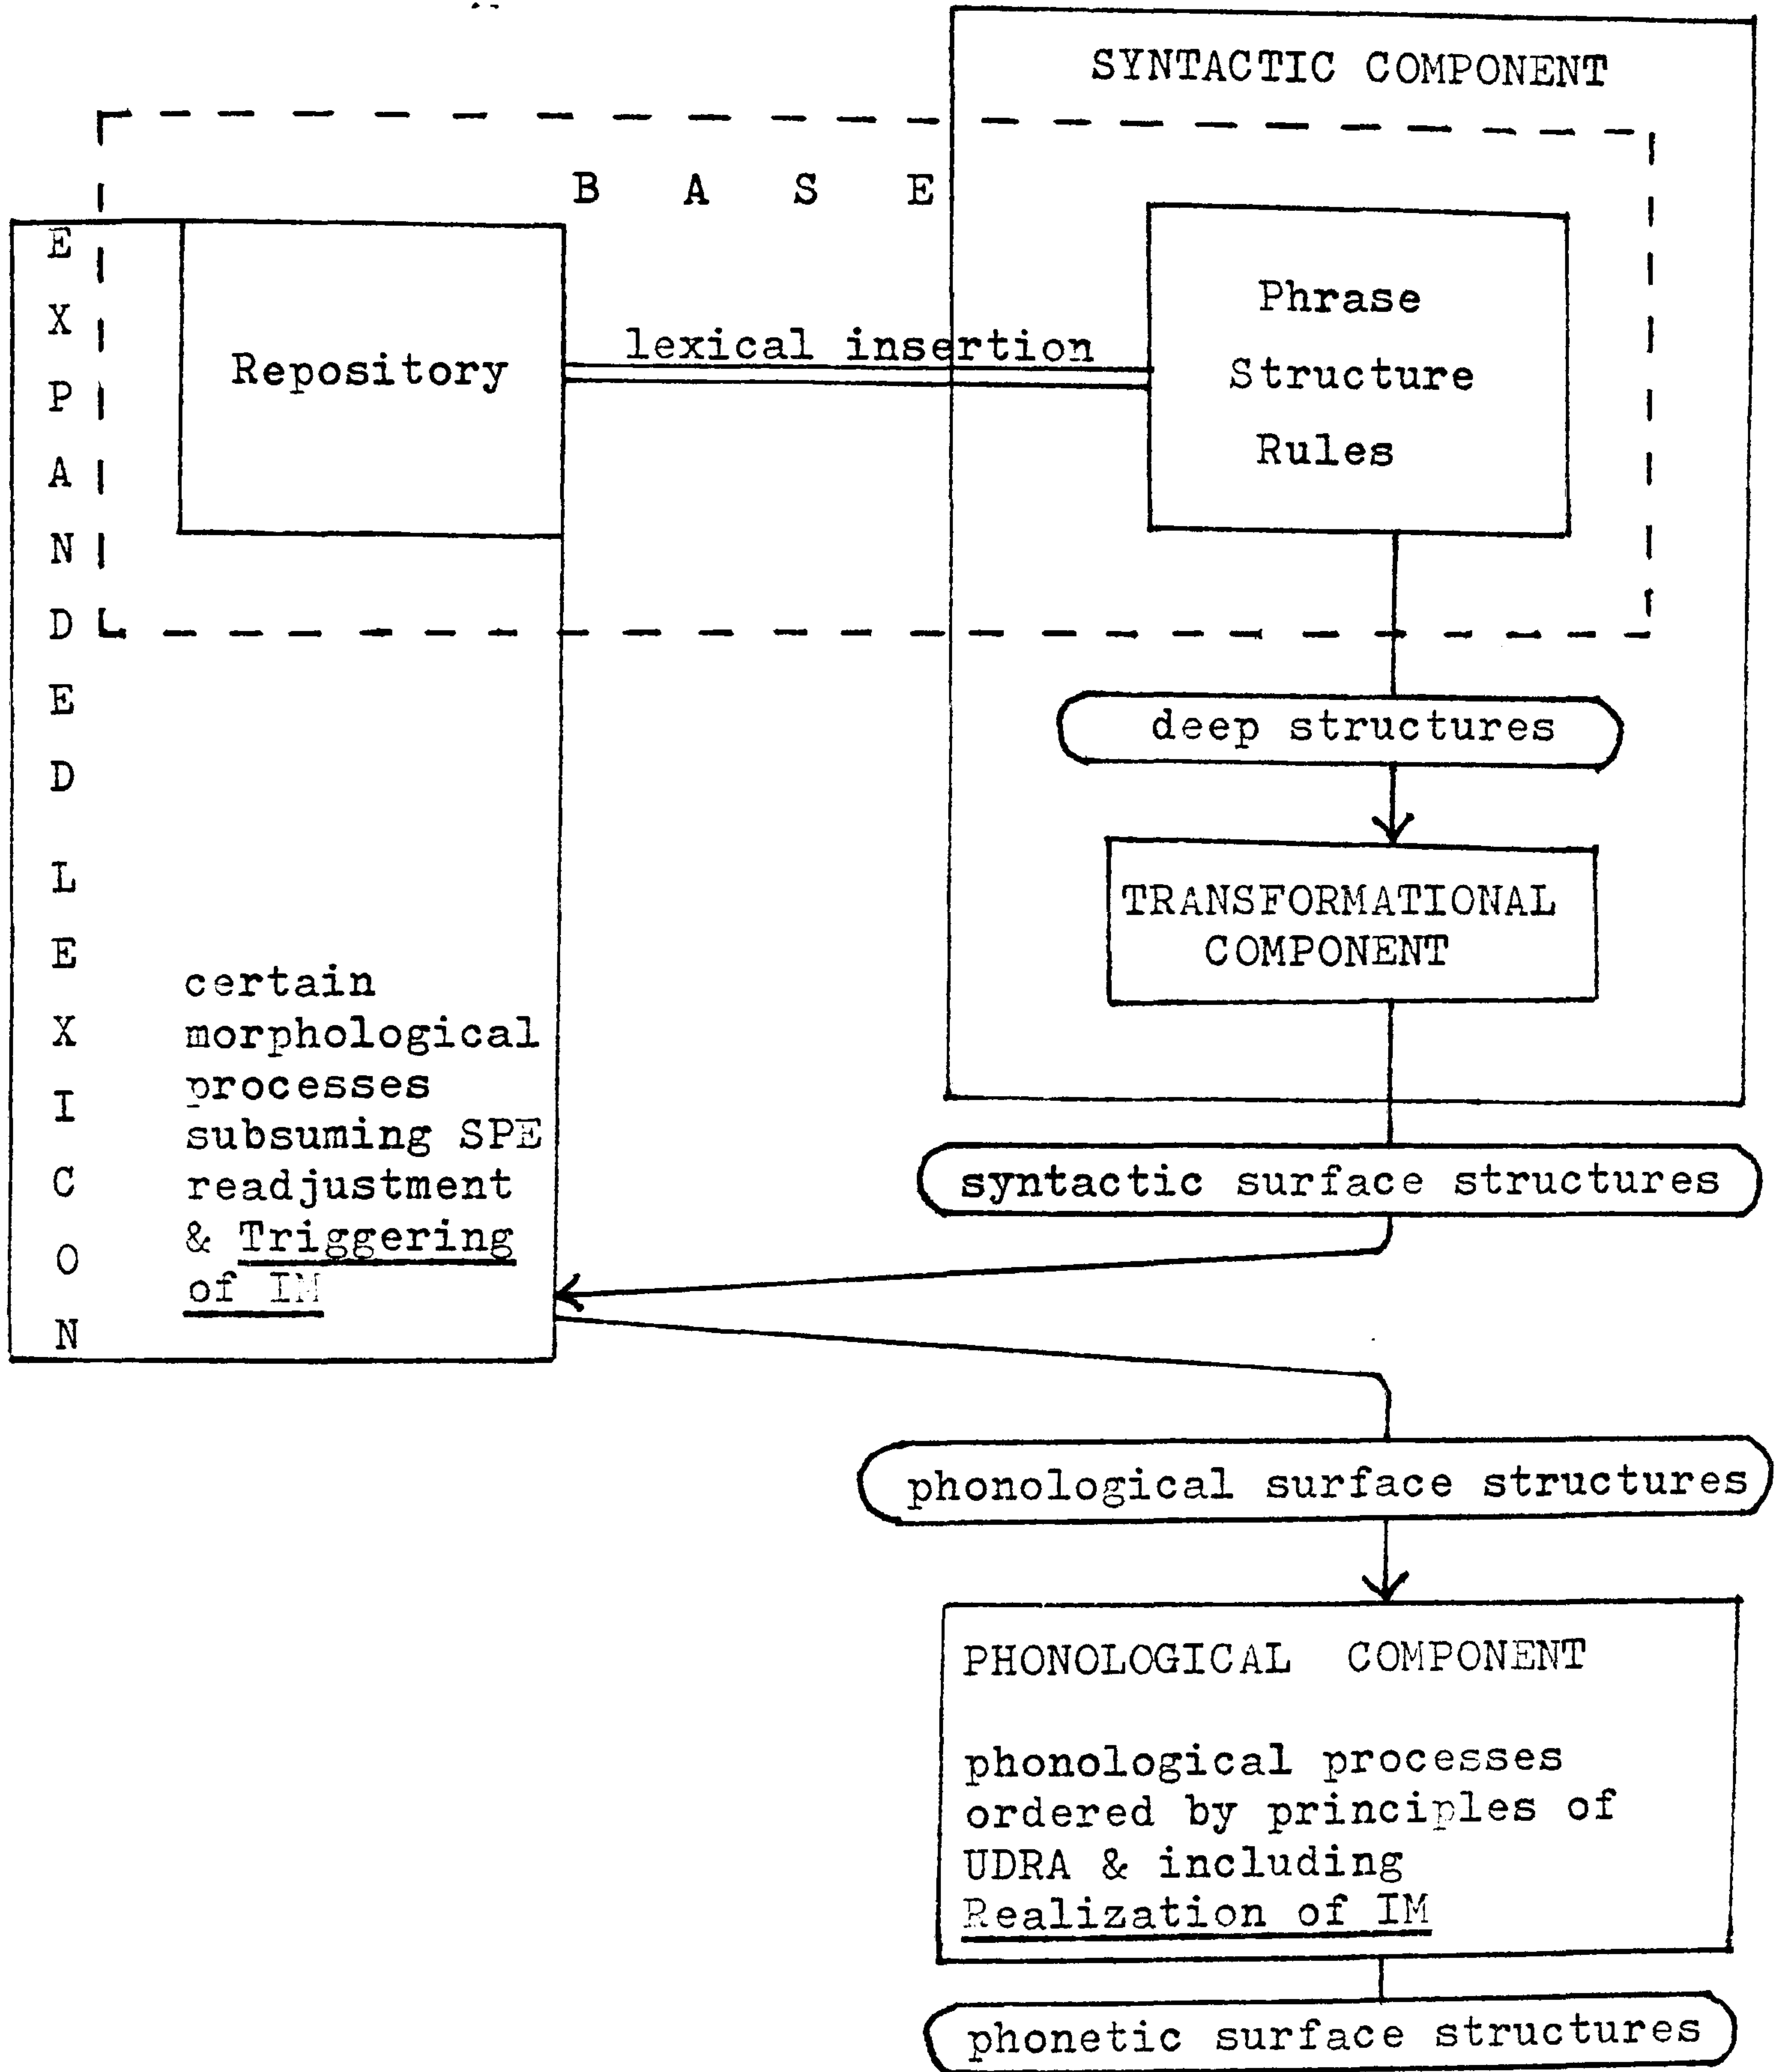 SYNTACTIC COMPONENT
B A S E
EXPANDED LEXICON
Repository
lexical insertion
Phrase
Structure
Rules
deep structures
TRANSFORMATIONAL
COMPONENT
certain
morphological
processes
subsuming SPE
readjustment
& Triggering
of IM
syntactic surface structures
phonological surface structures
PHONOLOGICAL COMPONENT
phonological processes
ordered by principles of
UDRA & including
Realization of IM
phonetic surface structures